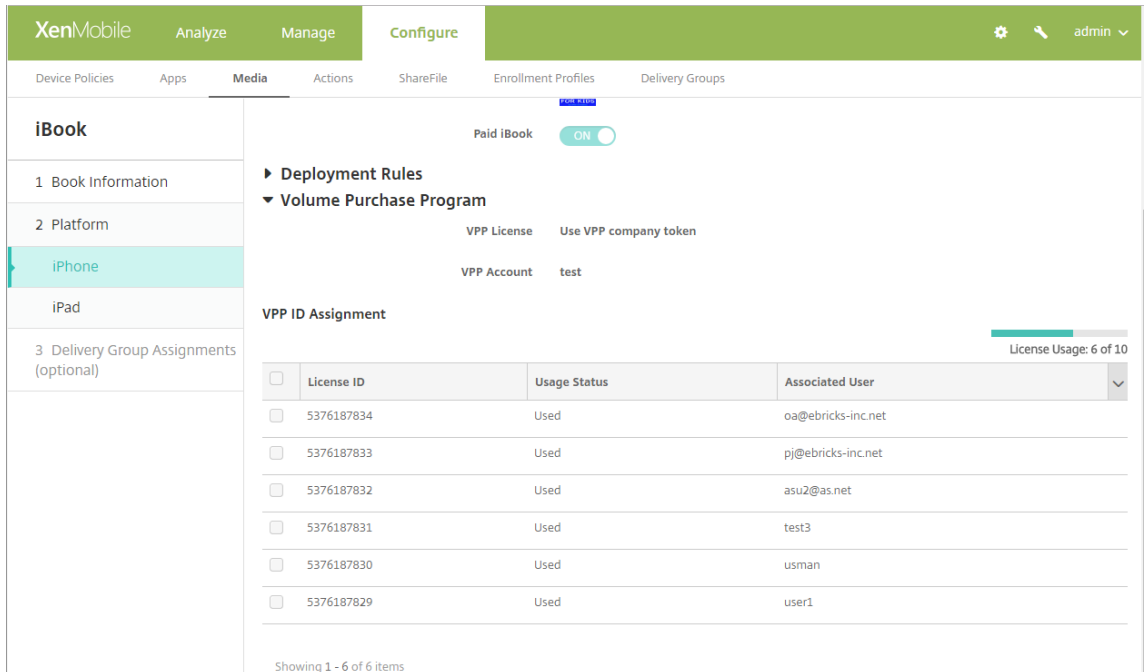 XenMobile Analyze Manage Configure admin
Device Policies Apps Media Actions ShareFile Enrollment Profiles Delivery Groups
iBook
1 Book Information
2 Platform
iPhone
iPad
3 Delivery Group Assignments
(optional)
FOR KIDS
Paid iBook ON
Deployment Rules
Volume Purchase Program
VPP License Use VPP company token
VPP Account test
VPP ID Assignment
License Usage: 6 of 10
License ID Usage Status Associated User
5376187834 Used oa@ebricks-inc.net
5376187833 Used pj@ebricks-inc.net
5376187832 Used asu2@as.net
5376187831 Used test3
5376187830 Used usman
5376187829 Used user1
Showing 1 - 6 of 6 items